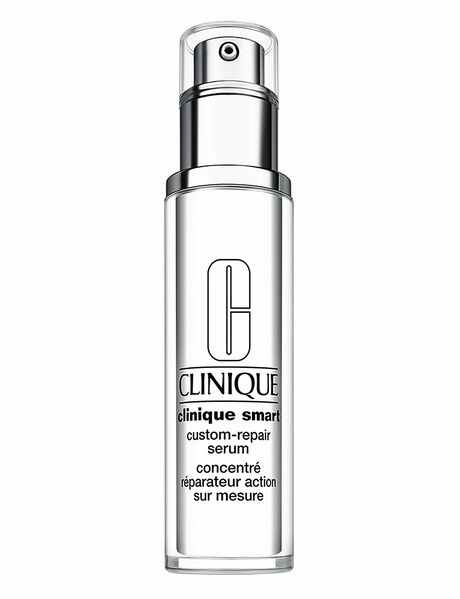 C
CLINIQUE
clinique smart
custom-repair
serum
concentré
réparateur action
sur mesure